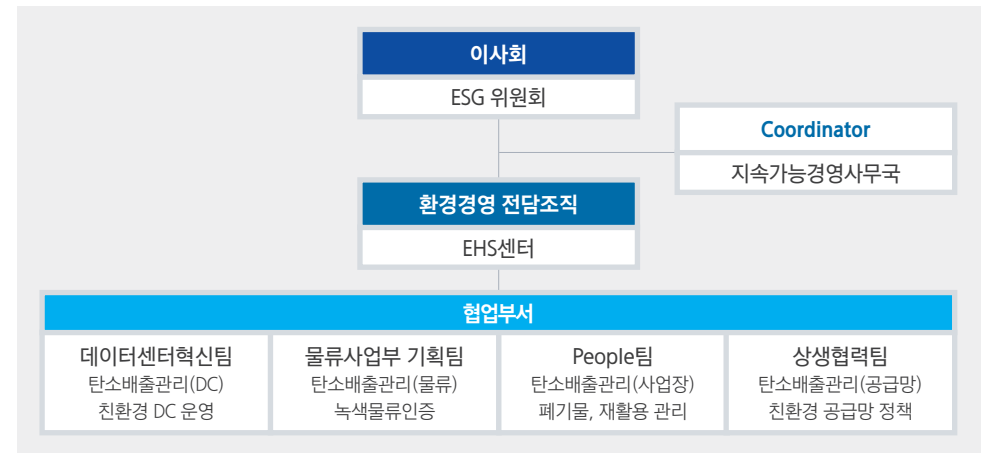 이사회
ESG 위원회
Coordinator
지속가능경영사무국
환경경영 전담조직
EHS센터
협업부서
데이터센터혁신팀
탄소배출관리(DC)
친환경 DC 운영
물류사업부 기획팀
탄소배출관리(물류)
녹색물류인증
People팀
탄소배출관리(사업장)
폐기물, 재활용 관리
상생협력팀
탄소배출관리(공급망)
친환경 공급망 정책